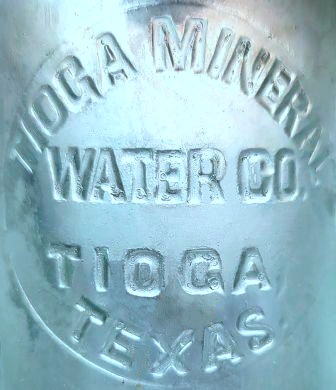 TIOGA MINERAL
WATER CO.
TIOGA
TEXAS